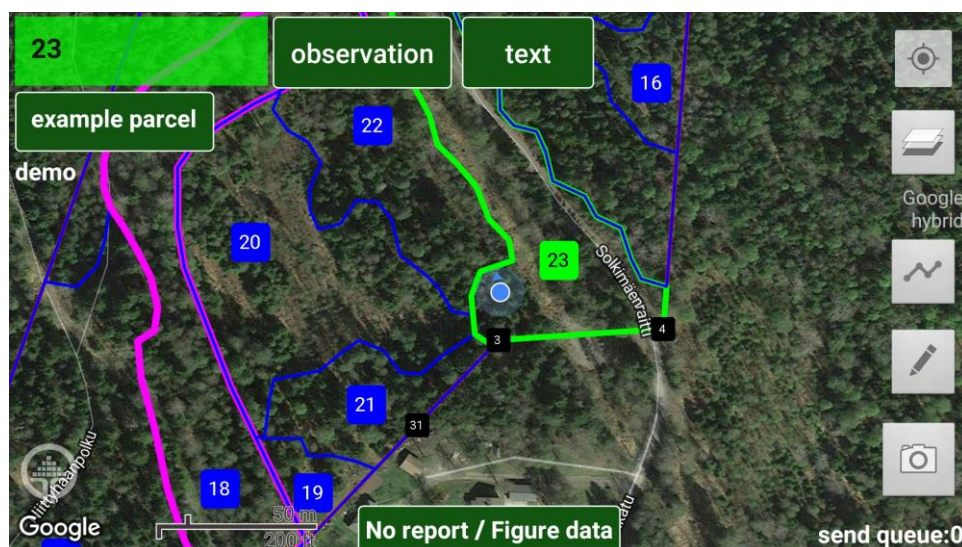 23
observation
text
example parcel
demo
22
16
20
23
Google
hybrid
Solkimäenraitti
3
4
21
31
18
19
50 m
200 ft
Google
No report / Figure data
send queue:0